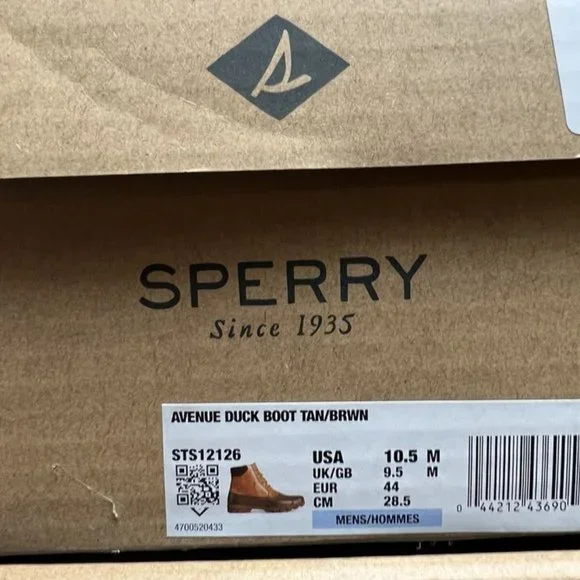 SPERRY
Since 1935
AVENUE DUCK BOOT TAN/BRWN
STS12126
USA 10.5 M
UK/GB 9.5 M
EUR 44
CM 28.5
MENS/HOMMES
4700520433
0 44212 43690